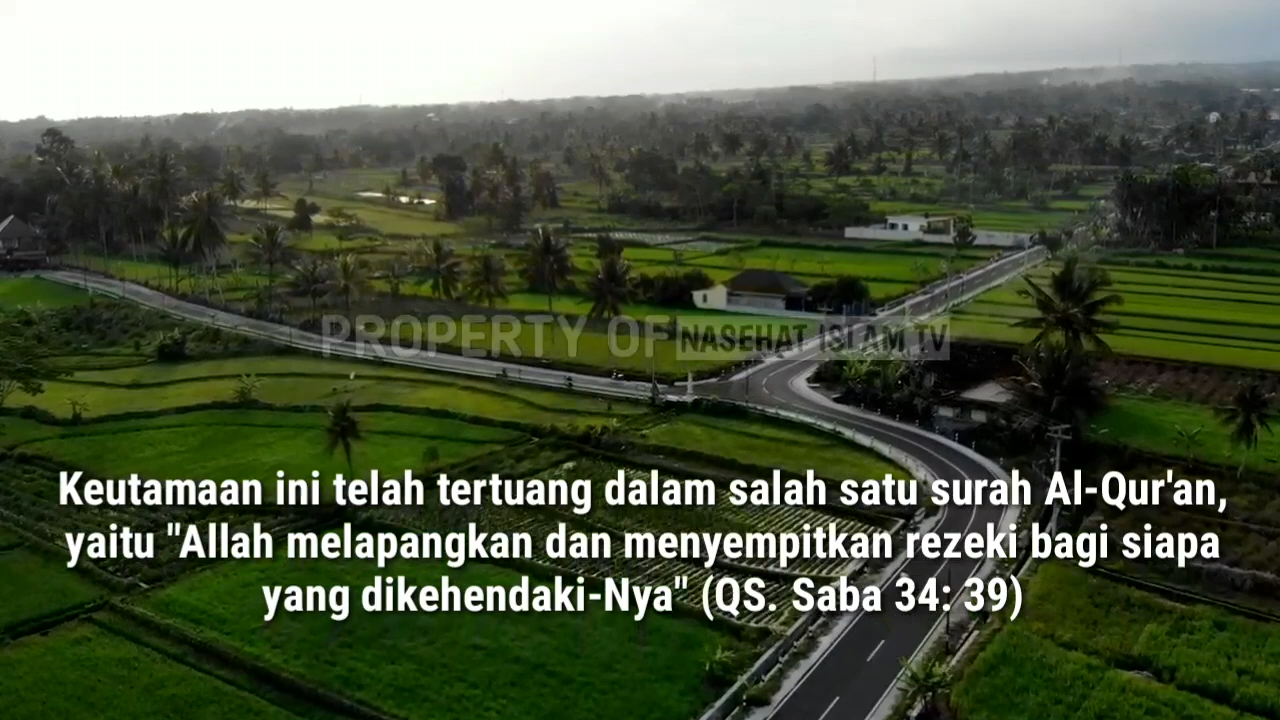 PROPERTY OF NASEHAT ISLAM TV
Keutamaan ini telah tertuang dalam salah satu surah Al-Qur'an,
yaitu "Allah melapangkan dan menyempitkan rezeki bagi siapa
yang dikehendaki-Nya" (QS. Saba 34: 39)